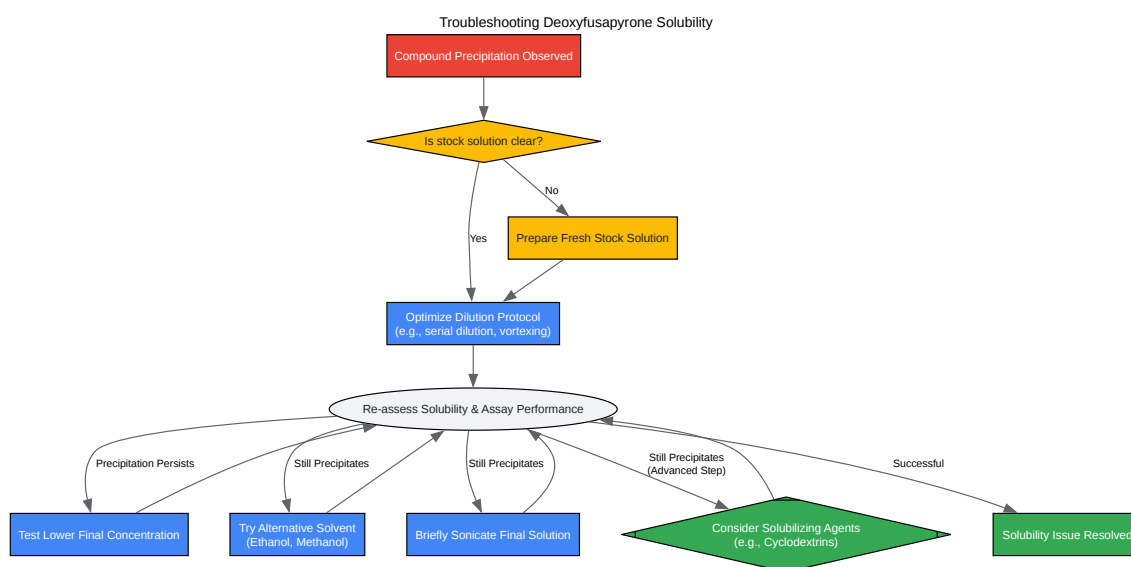 Troubleshooting Deoxyfusapyrone Solubility
Compound Precipitation Observed
Is stock solution clear?
No
Yes
Prepare Fresh Stock Solution
Optimize Dilution Protocol
(e.g., serial dilution, vortexing)
Re-assess Solubility & Assay Performance
Precipitation Persists
Still Precipitates
Still Precipitates
Still Precipitates
(Advanced Step)
Successful
Test Lower Final Concentration
Try Alternative Solvent
(Ethanol, Methanol)
Briefly Sonicate Final Solution
Consider Solubilizing Agents
(e.g., Cyclodextrins)
Solubility Issue Resolved